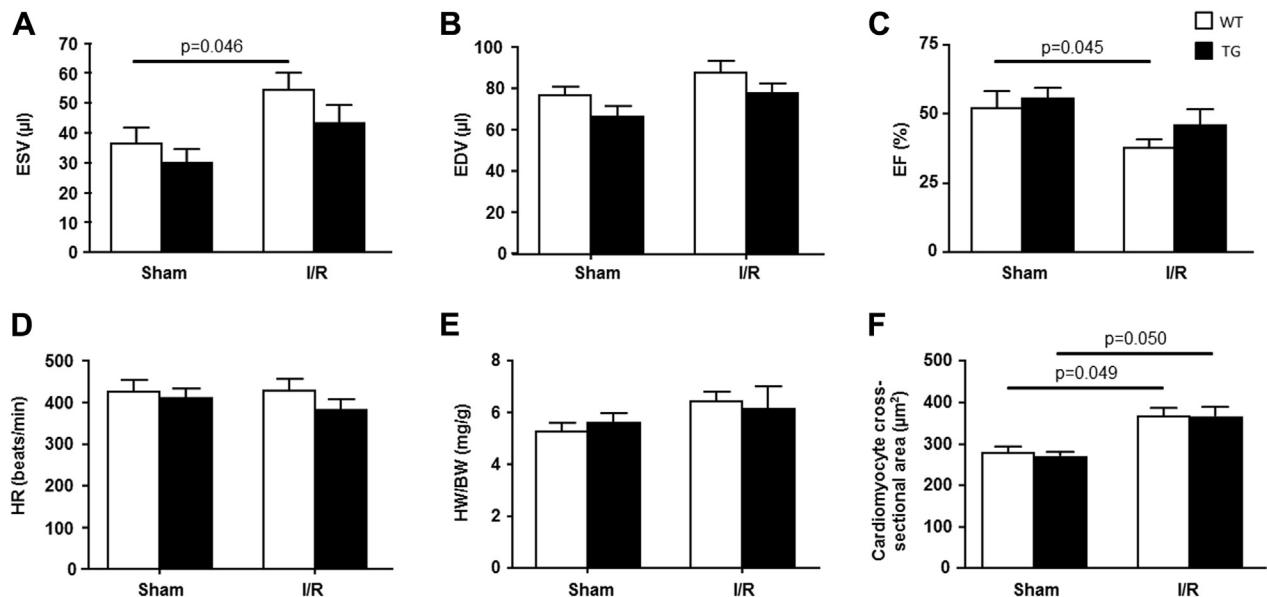 A
70
60
50
40
30
20
10
0
ESV (µl)
p=0.046
Sham
I/R
B
100
80
60
40
20
0
EDV (µl)
Sham
I/R
C
75
50
25
0
EF (%)
p=0.045
Sham
I/R
WT
TG
D
500
400
300
200
100
0
HR (beats/min)
Sham
I/R
E
8
6
4
2
0
HW/BW (mg/g)
Sham
I/R
F
500
400
300
200
100
0
Cardiomyocyte cross-
sectional area (µm²)
p=0.050
p=0.049
Sham
I/R